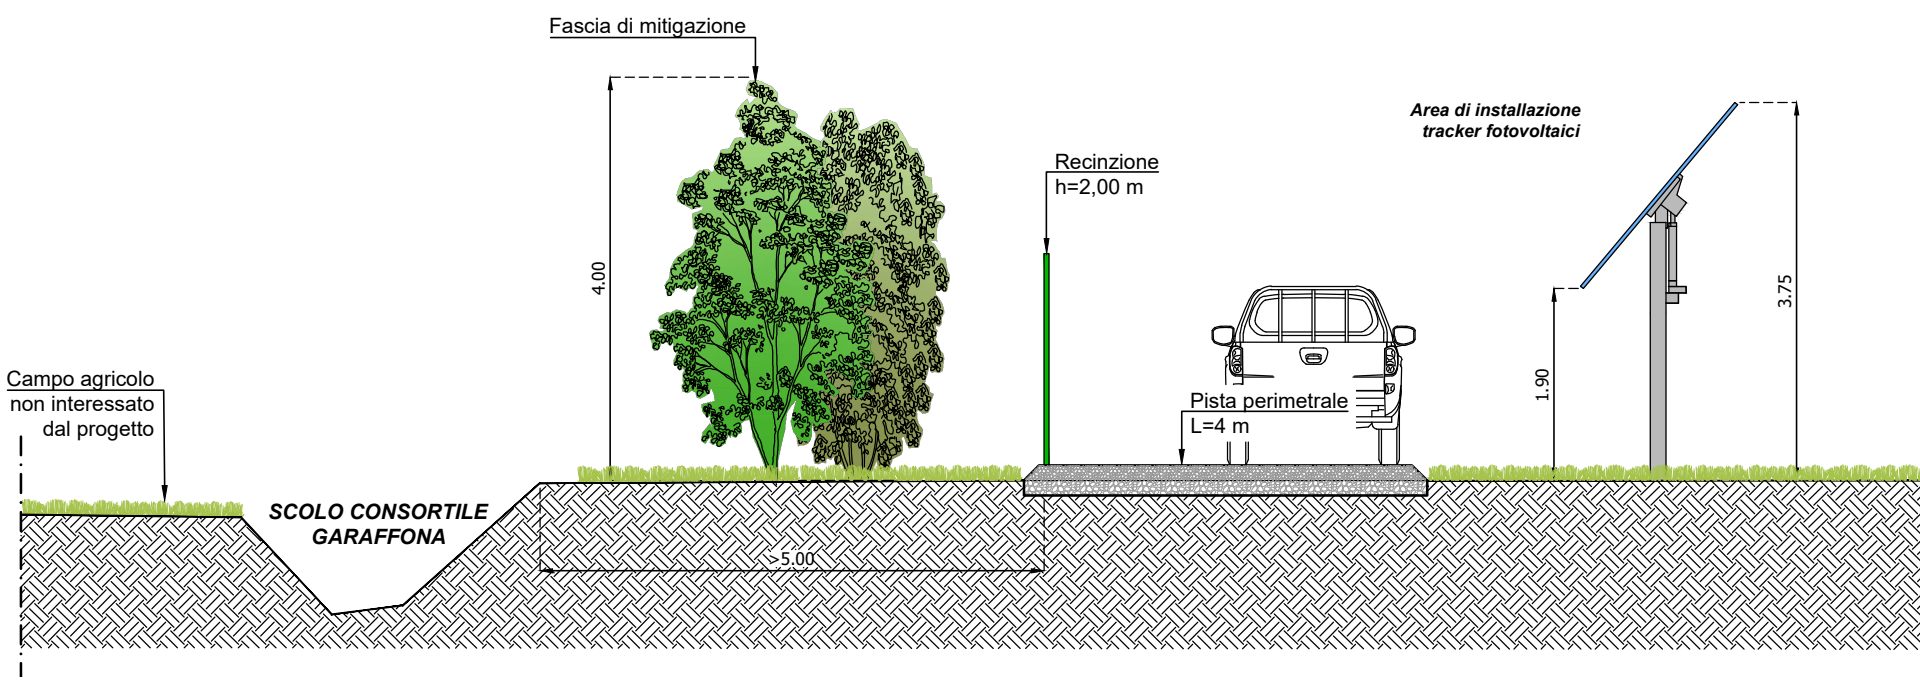 Fascia di mitigazione
Area di installazione
tracker fotovoltaici
Recinzione
h=2,00 m
4.00
3.75
1.90
Campo agricolo
non interessato
dal progetto
Pista perimetrale
L=4 m
SCOLO CONSORTILE
GARAFFONA
>5.00